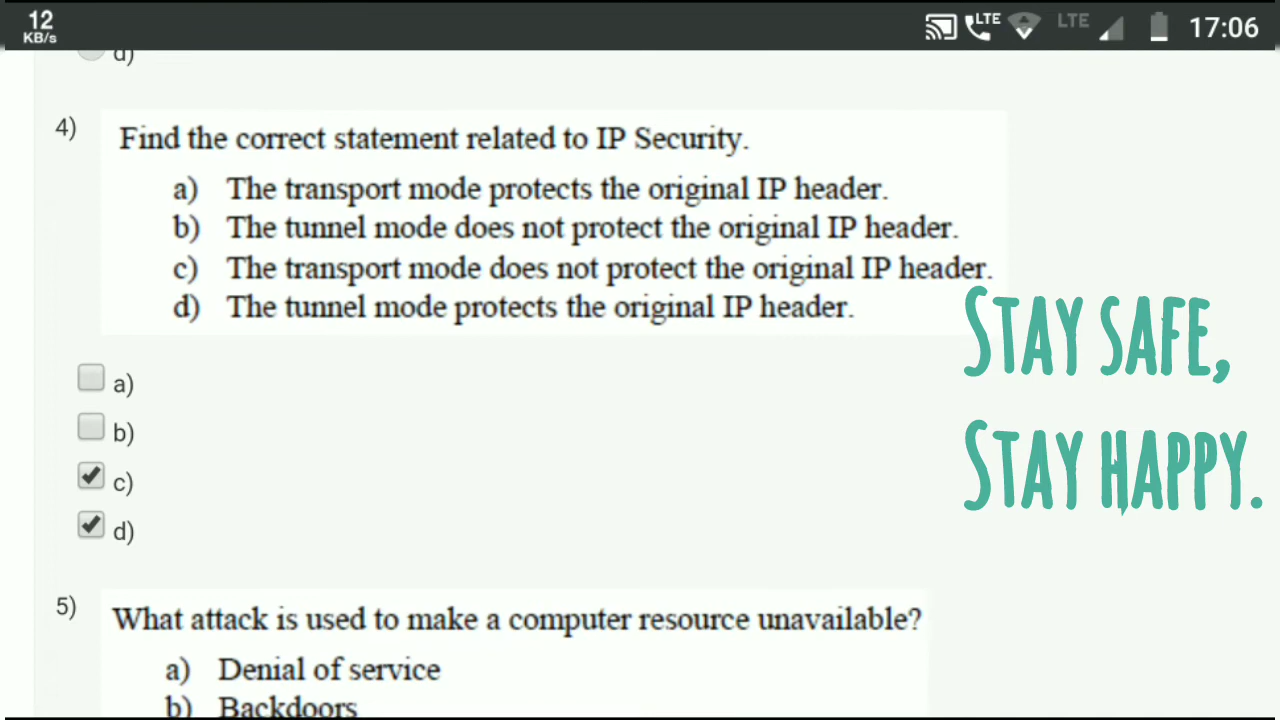 12
KB/s
LTE
LTE
17:06
d)
4)
Find the correct statement related to IP Security.
a) The transport mode protects the original IP header.
b) The tunnel mode does not protect the original IP header.
c) The transport mode does not protect the original IP header.
d) The tunnel mode protects the original IP header.
STAY SAFE,
STAY HAPPY.
a)
b)
c)
d)
5)
What attack is used to make a computer resource unavailable?
a) Denial of service
b) Backdoors